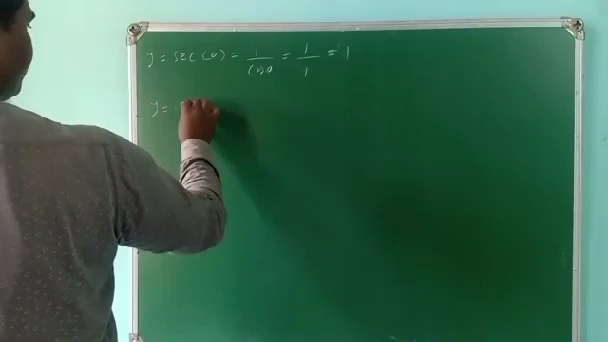 y = sec(0) = 1/cos0 = 1/1 = 1
y =